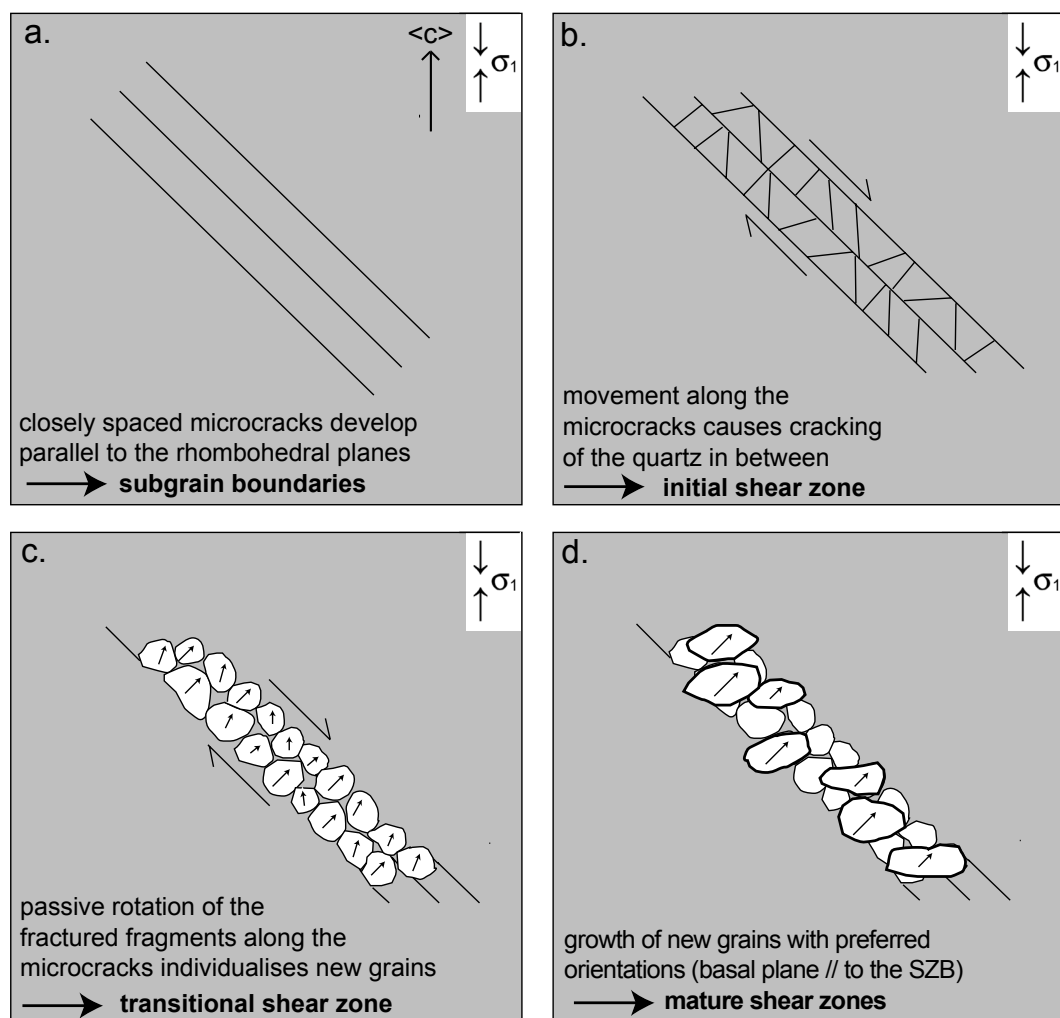 a.
<c>
σ1
closely spaced microcracks develop
parallel to the rhombohedral planes
subgrain boundaries
b.
σ1
movement along the
microcracks causes cracking
of the quartz in between
initial shear zone
c.
σ1
passive rotation of the
fractured fragments along the
microcracks individualises new grains
transitional shear zone
d.
σ1
growth of new grains with preferred
orientations (basal plane // to the SZB)
mature shear zones